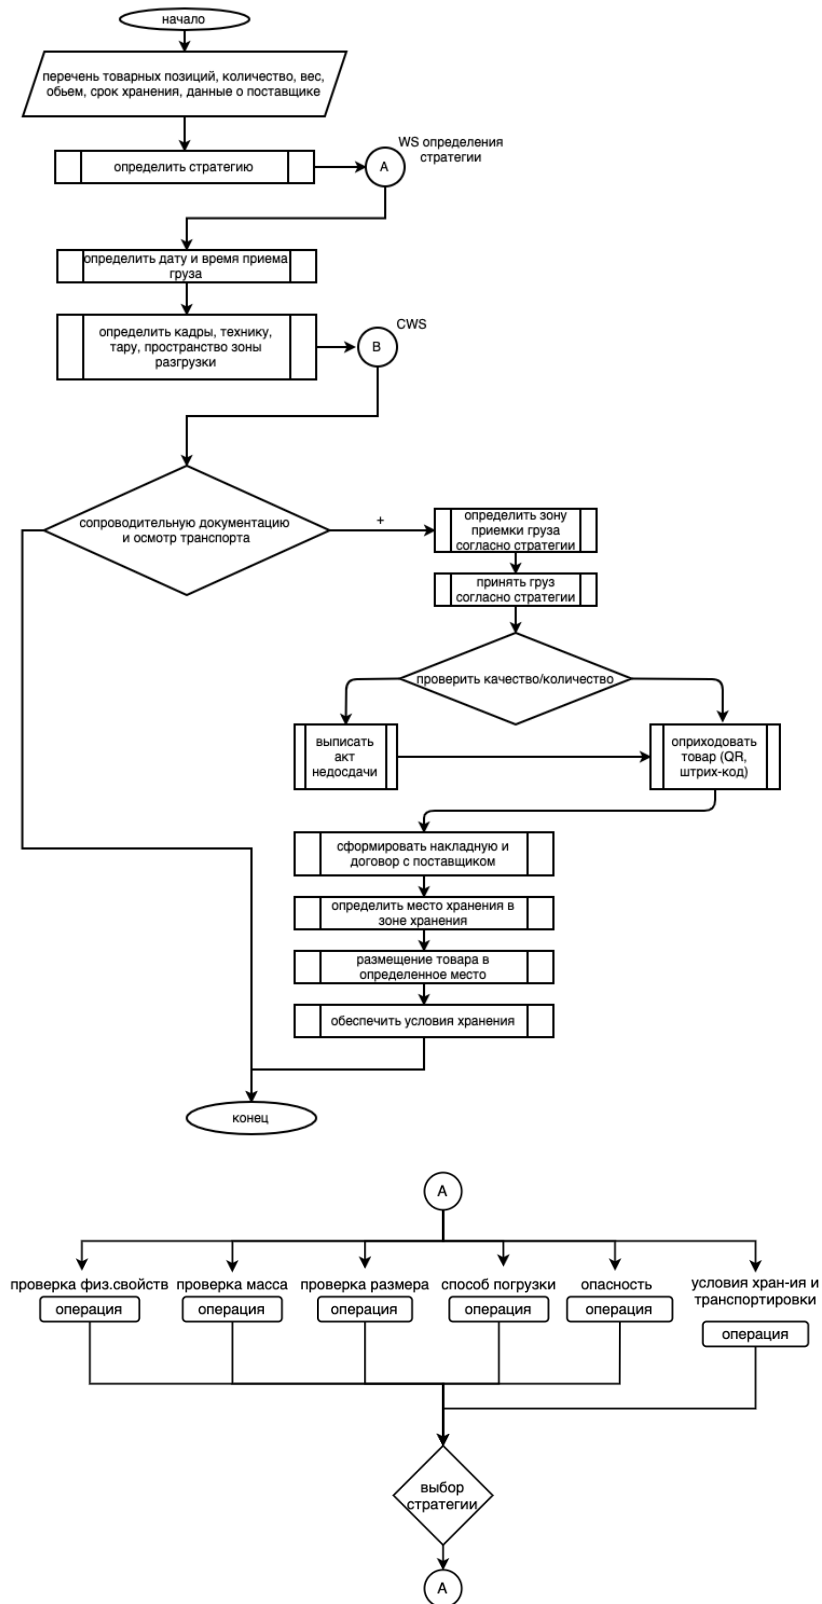 начало
перечень товарных позиций, количество, вес,
обьем, срок хранения, данные о поставщике
определить стратегию
A
WS определения
стратегии
определить дату и время приема
груза
определить кадры, технику,
тару, пространство зоны
разгрузки
B
CWS
сопроводительную документацию
и осмотр транспорта
+
определить зону
приемки груза
согласно стратегии
принять груз
согласно стратегии
проверить качество/количество
выписать
акт
недосдачи
оприходовать
товар (QR,
штрих-код)
сформировать накладную и
договор с поставщиком
определить место хранения в
зоне хранения
размещение товара в
определенное место
обеспечить условия хранения
конец
A
проверка физ.свойств
операция
проверка масса
операция
проверка размера
операция
способ погрузки
операция
опасность
операция
условия хран-ия и
транспортировки
операция
выбор
стратегии
A